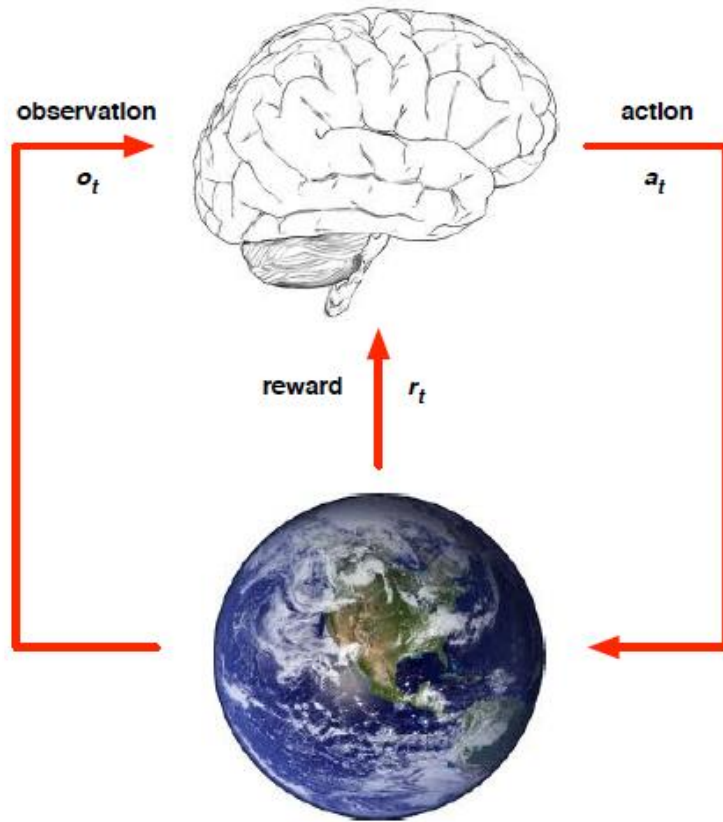 observation
o_t
action
a_t
reward
r_t